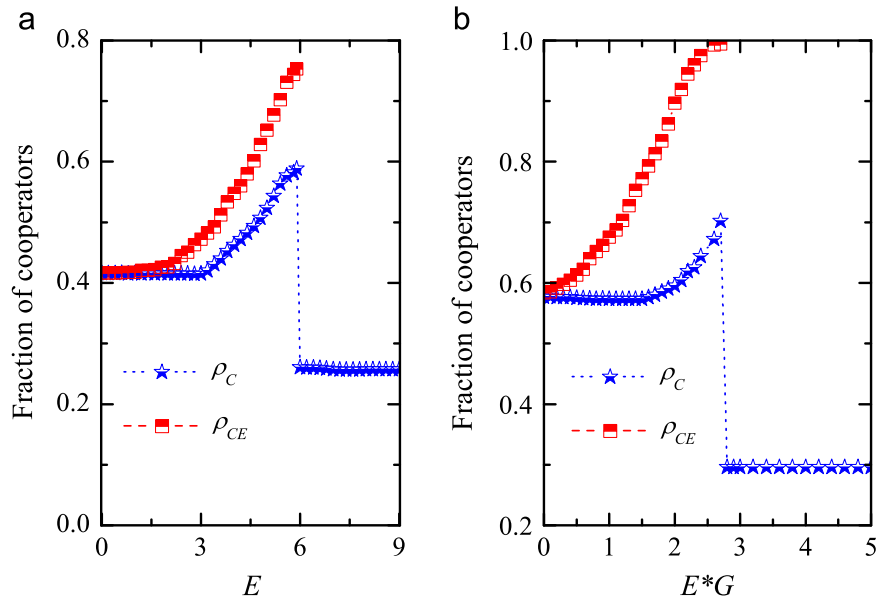 a
0.8
0.6
0.4
0.2
0.0
Fraction of cooperators
ρC
ρCE
0
3
6
9
E
b
1.0
0.8
0.6
0.4
0.2
Fraction of cooperators
ρC
ρCE
0
1
2
3
4
5
E*G